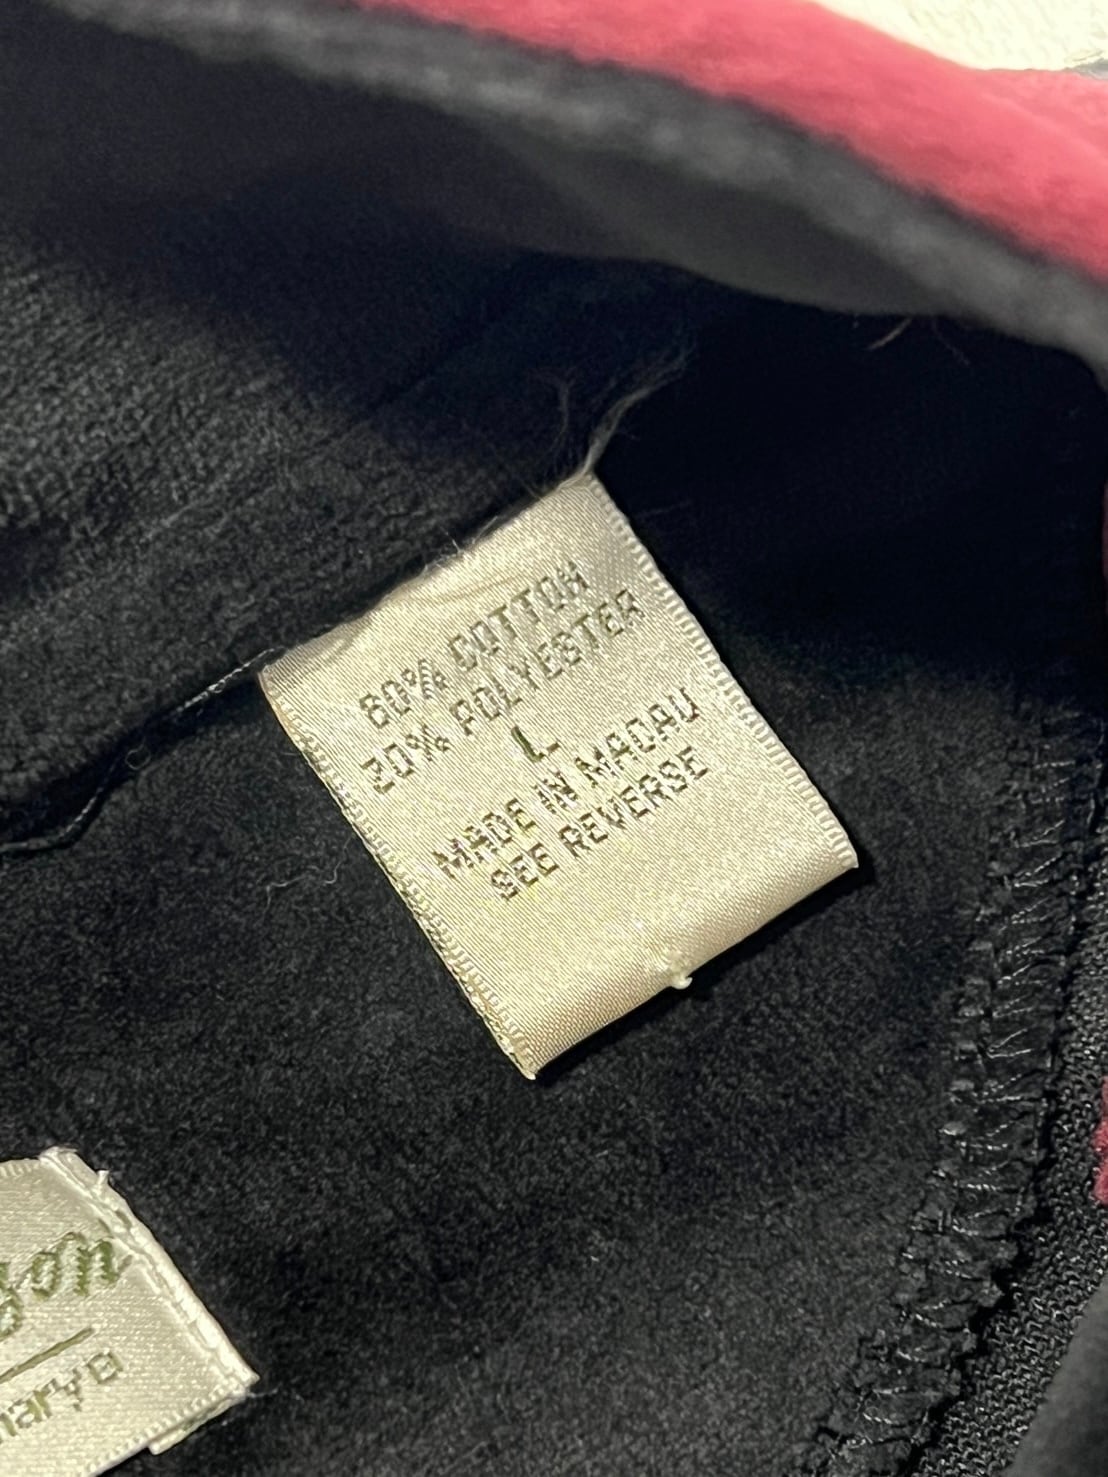 80% COTTON
20% POLYESTER
L
MADE IN MACAU
SEE REVERSE